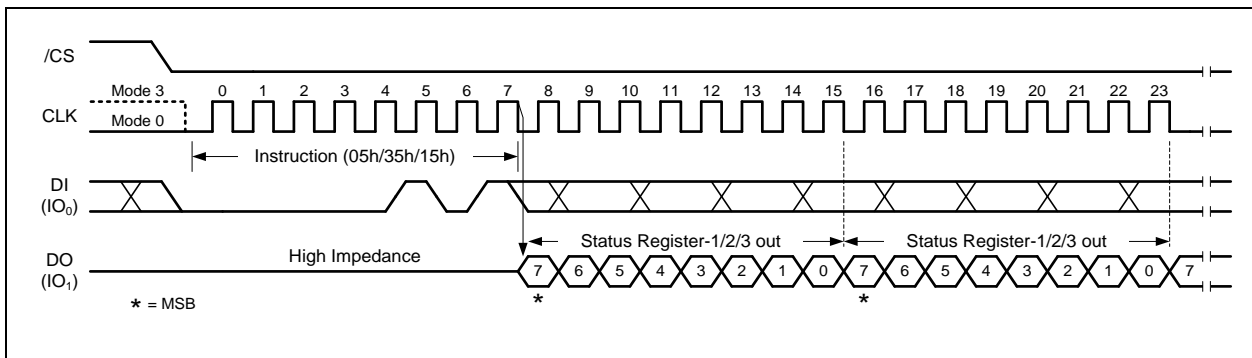 /CS
Mode 3 0 1 2 3 4 5 6 7 8 9 10 11 12 13 14 15 16 17 18 19 20 21 22 23
CLK
Mode 0
Instruction (05h/35h/15h)
DI
(IO₀)
Status Register-1/2/3 out Status Register-1/2/3 out
High Impedance
DO
(IO₁)
7 6 5 4 3 2 1 0 7 6 5 4 3 2 1 0 7
* *
* = MSB